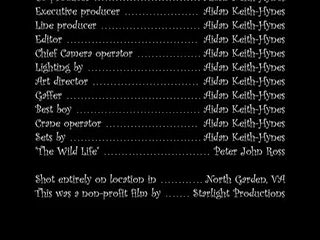 Executive producer ........................ Aidan Keith-Hynes
Line producer ........................ Aidan Keith-Hynes
Editor ........................ Aidan Keith-Hynes
Chief Camera operator ................. Aidan Keith-Hynes
Lighting by ........................ Aidan Keith-Hynes
Art director ........................ Aidan Keith-Hynes
Gaffer ........................ Aidan Keith-Hynes
Best boy ........................ Aidan Keith-Hynes
Crane operator ........................ Aidan Keith-Hynes
Sets by ........................ Aidan Keith-Hynes
'The Wild Life' ........................ Peter John Ross
Shot entirely on location in ............ North Garden, VA
This was a non-profit film by ....... Starlight Productions